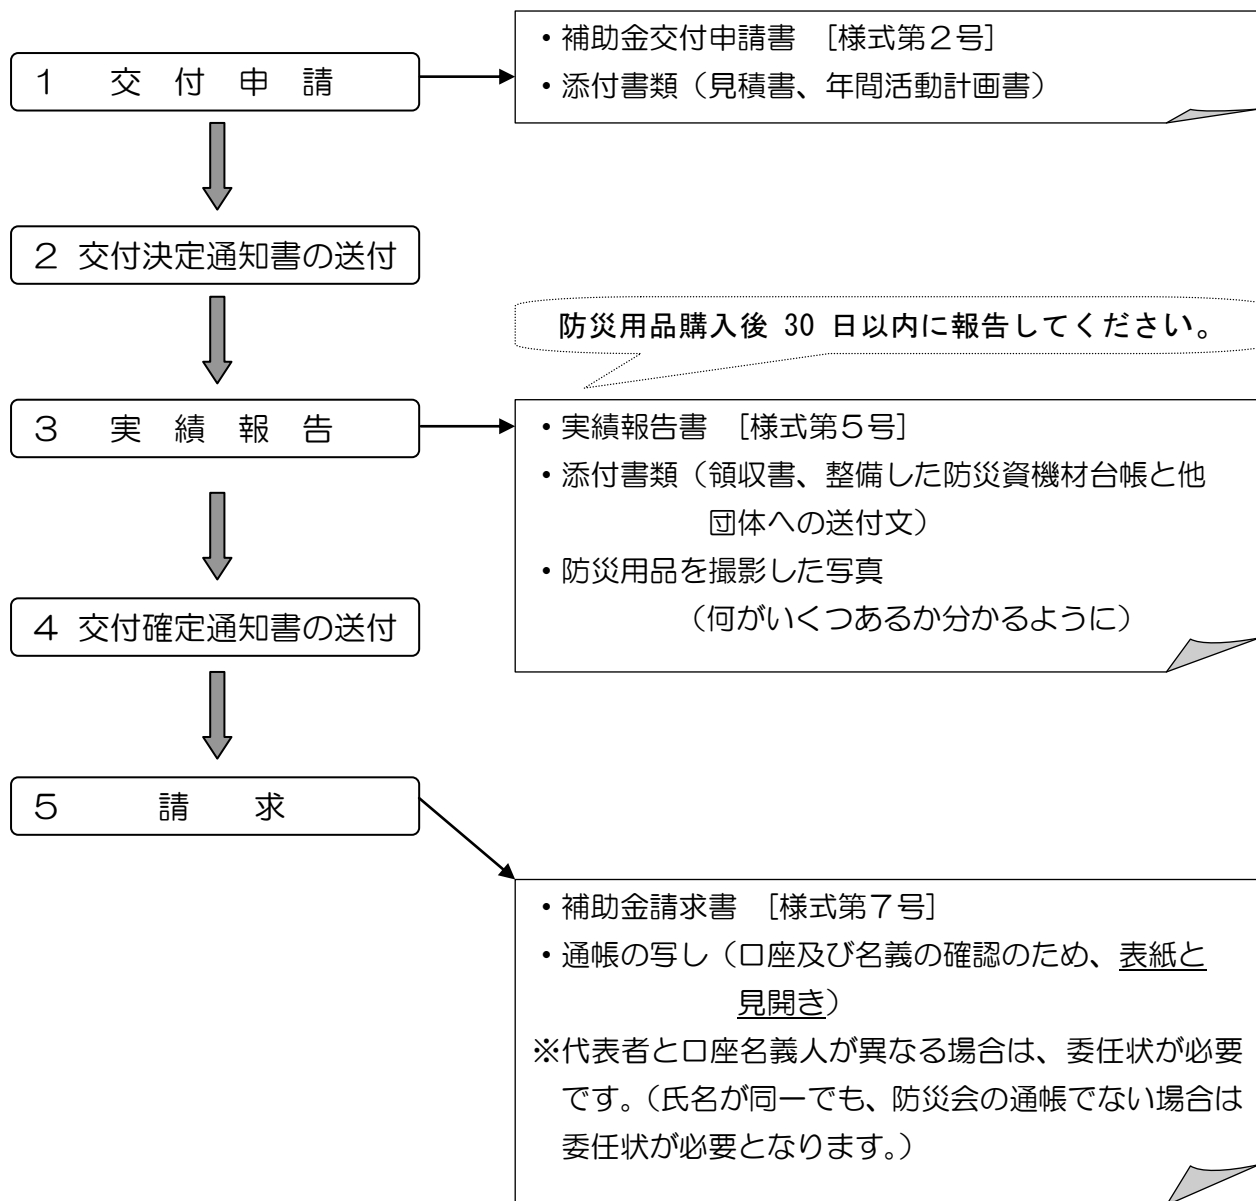 ・補助金交付申請書　[様式第２号]
・添付書類（見積書、年間活動計画書）
１　交　付　申　請
２ 交付決定通知書の送付
防災用品購入後 30 日以内に報告してください。
３　実　績　報　告
・実績報告書　[様式第５号]
・添付書類（領収書、整備した防災資機材台帳と他
団体への送付文）
・防災用品を撮影した写真
（何がいくつあるか分かるように）
４ 交付確定通知書の送付
５　　請　　求
・補助金請求書　[様式第７号]
・通帳の写し（口座及び名義の確認のため、表紙と
見開き）
※代表者と口座名義人が異なる場合は、委任状が必要
です。（氏名が同一でも、防災会の通帳でない場合は
委任状が必要となります。）